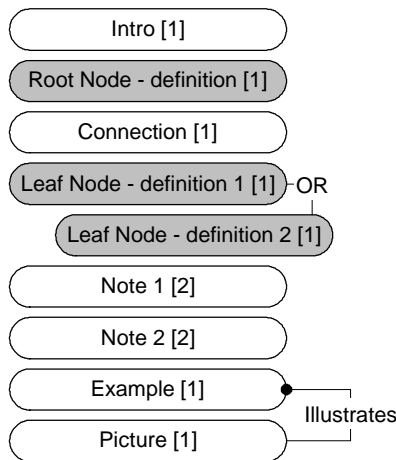 Intro [1]
Root Node - definition [1]
Connection [1]
Leaf Node - definition 1 [1] OR
Leaf Node - definition 2 [1]
Note 1 [2]
Note 2 [2]
Example [1]
Illustrates
Picture [1]